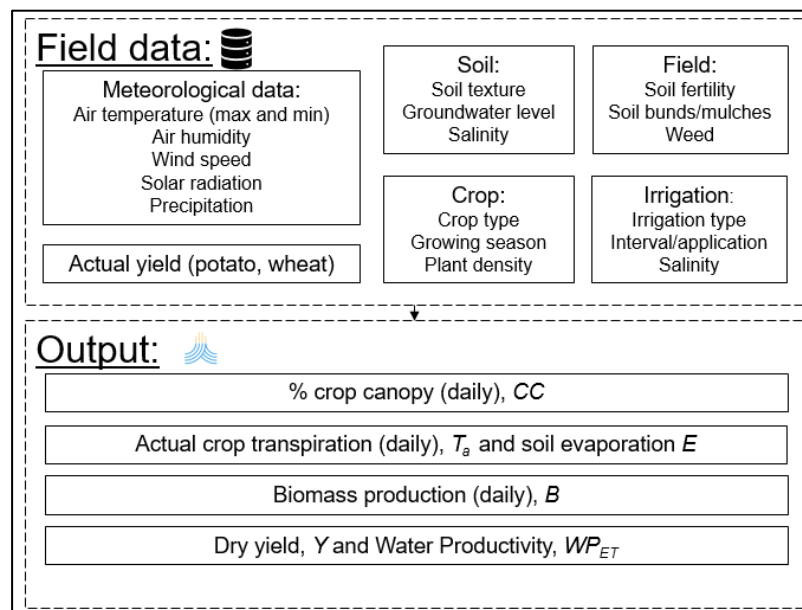 Field data:
Meteorological data:
Air temperature (max and min)
Air humidity
Wind speed
Solar radiation
Precipitation
Actual yield (potato, wheat)
Soil:
Soil texture
Groundwater level
Salinity
Field:
Soil fertility
Soil bunds/mulches
Weed
Crop:
Crop type
Growing season
Plant density
Irrigation:
Irrigation type
Interval/application
Salinity
Output:
% crop canopy (daily), CC
Actual crop transpiration (daily), Ta and soil evaporation E
Biomass production (daily), B
Dry yield, Y and Water Productivity, WPET